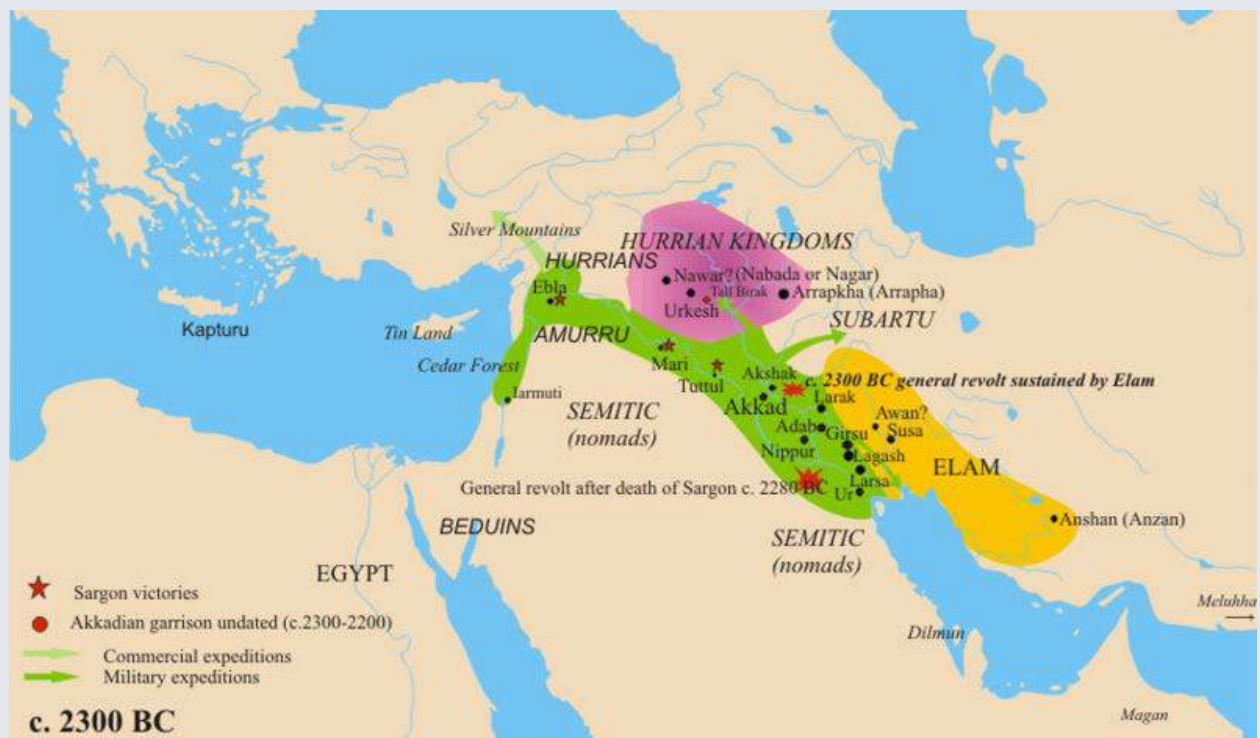 Silver Mountains
HURRIAN KINGDOMS
HURRIANS
Nawar? (Nabada or Nagar)
Ebla
Tall Birak
Arrapkha (Arrapha)
Urkesh
SUBARTU
Kapturu
Tin Land
AMURRU
Cedar Forest
Mari
Tuttul
Akshak
c. 2300 BC general revolt sustained by Elam
Iarmuti
Akkad
Larak
SEMITIC
(nomads)
Awan?
Adab
Girsu
Susa
Nippur
Lagash
ELAM
Larsa
General revolt after death of Sargon c. 2280 BC
Ur
Anshan (Anzan)
BEDUINS
SEMITIC
(nomads)
EGYPT
Sargon victories
Meluhha
Akkadian garrison undated (c.2300-2200)
Dilmun
Commercial expeditions
Military expeditions
Magan
c. 2300 BC